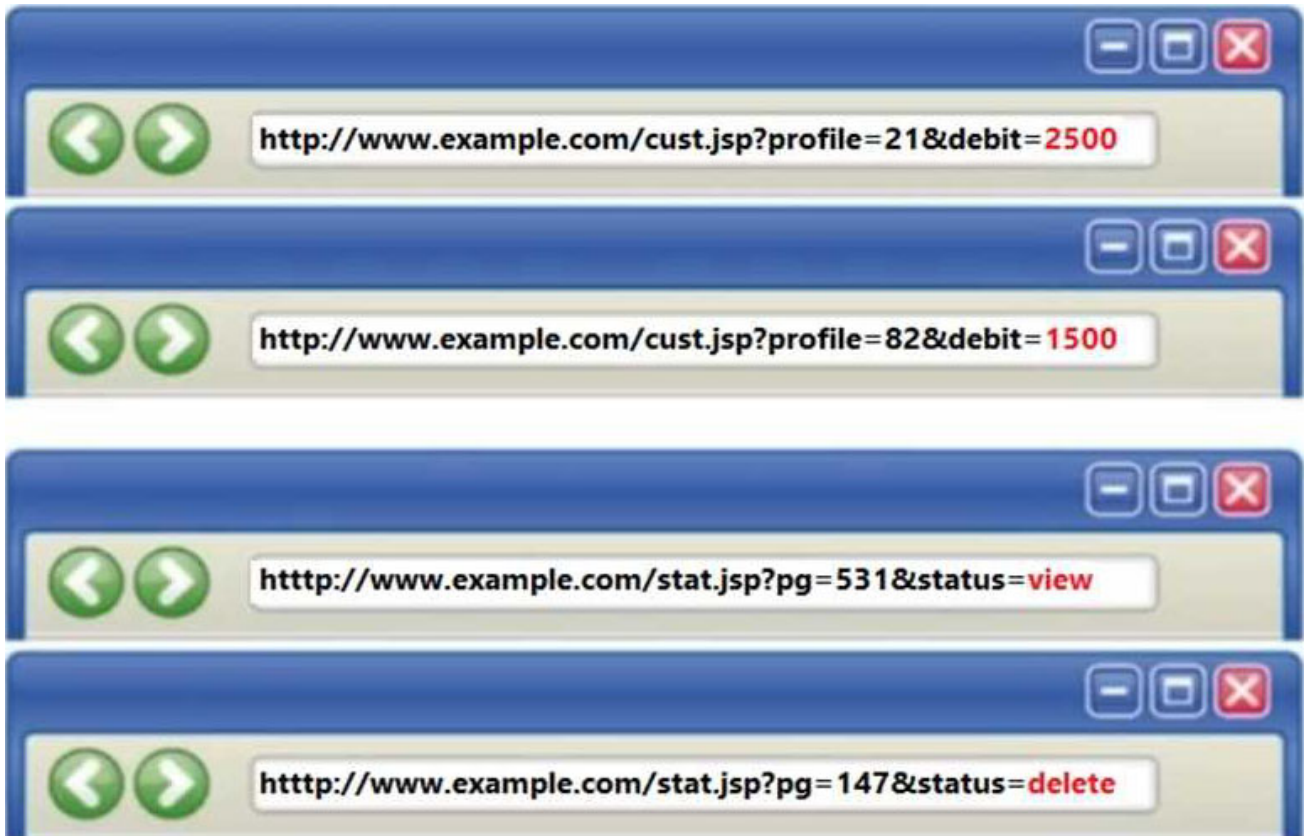 http://www.example.com/cust.jsp?profile=21&debit=2500
http://www.example.com/cust.jsp?profile=82&debit=1500
htttp://www.example.com/stat.jsp?pg=531&status=view
htttp://www.example.com/stat.jsp?pg=147&status=delete